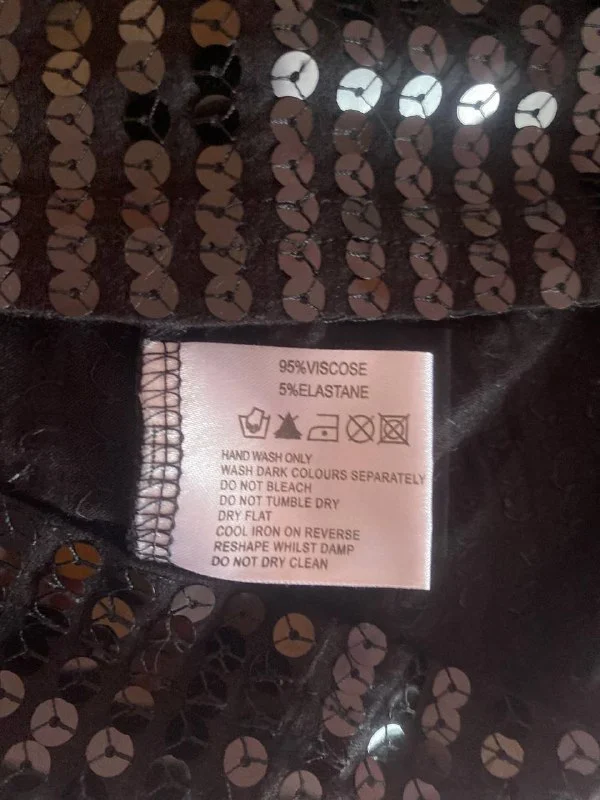 95%VISCOSE
5%ELASTANE
HAND WASH ONLY
WASH DARK COLOURS SEPARATELY
DO NOT BLEACH
DO NOT TUMBLE DRY
DRY FLAT
COOL IRON ON REVERSE
RESHAPE WHILST DAMP
DO NOT DRY CLEAN